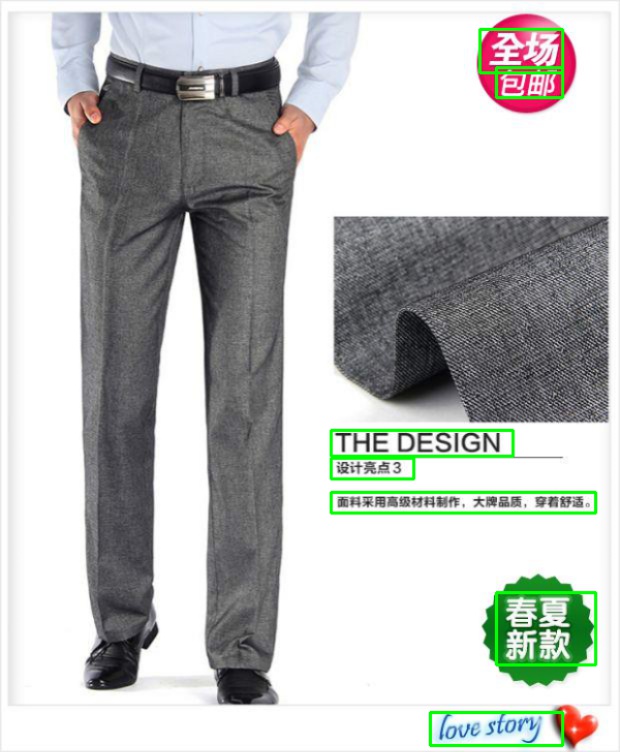 全场
包邮
THE DESIGN
设计亮点3
面料采用高级材料制作，大牌品质，穿着舒适。
春夏
新款
love story